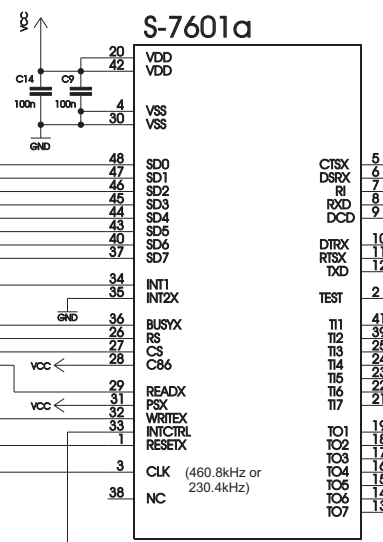 S-7601a
VCC
C14
100n
C9
100n
GND
20 VDD
42 VDD
4 VSS
30 VSS
48 SD0
47 SD1
46 SD2
45 SD3
44 SD4
43 SD5
40 SD6
37 SD7
34 INT1
35 INT2X
GND
36 BUSYX
26 RS
27 CS
VCC 28 C86
29 READX
VCC 31 PSX
32 WRITEX
33 INTCTRL
1 RESETX
3 CLK (460.8kHz or
230.4kHz)
38 NC
CTSX 5
DSRX 6
RI 7
RXD 8
DCD 9
DTRX 10
RTSX 11
TXD 12
TEST 2
TI1 41
TI2 39
TI3 25
TI4 24
TI5 23
TI6 22
TI7 21
TO1 19
TO2 18
TO3 17
TO4 16
TO5 15
TO6 14
TO7 13